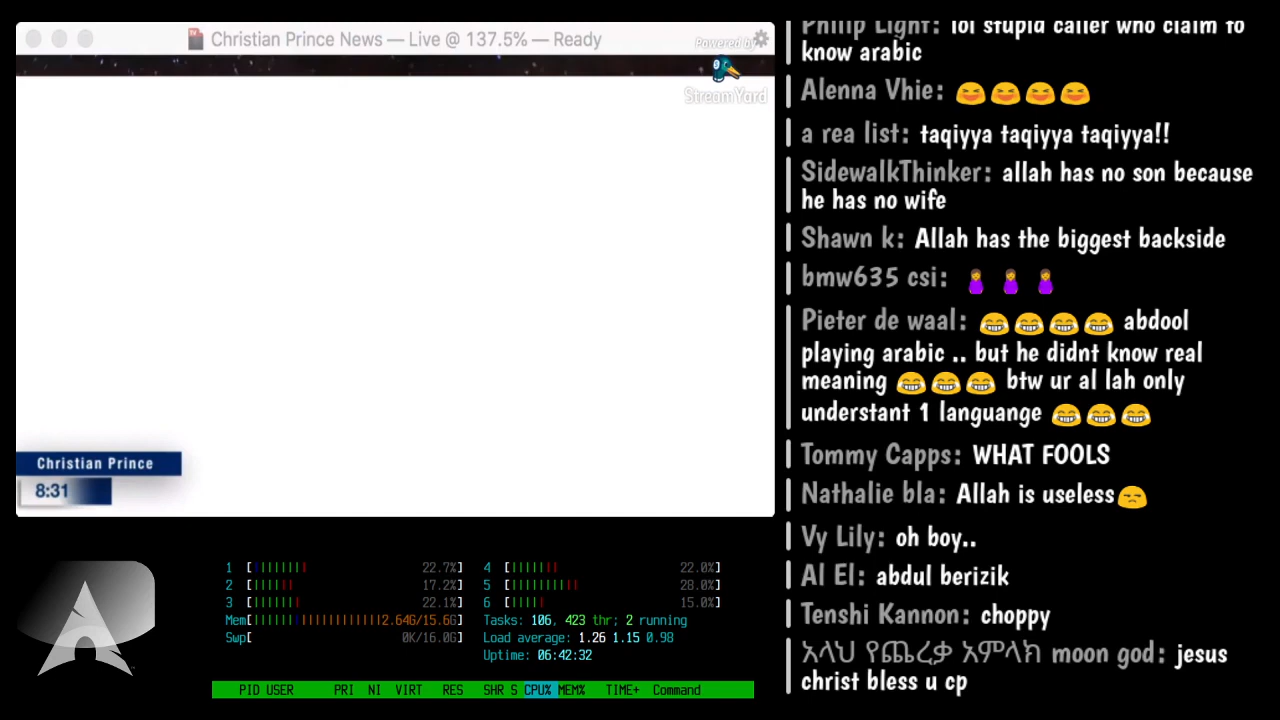 Christian Prince News — Live @ 137.5% — Ready
Powered by
StreamYard
Christian Prince
8:31
1 [|||||||||| 22.7%]
2 [||||||| 17.2%]
3 [|||||||| 22.1%]
Mem[||||||||||||||||||||||2.64G/15.6G]
Swp[ 0K/16.0G]
4 [|||||||| 22.0%]
5 [|||||||||||| 28.0%]
6 [||||| 15.0%]
Tasks: 106, 423 thr; 2 running
Load average: 1.26 1.15 0.98
Uptime: 06:42:32
PID USER PRI NI VIRT RES SHR S CPU% MEM% TIME+ Command
Philip Light: lol stupid caller who claim to
know arabic
Alenna Vhie: 😆😆😆😆
a rea list: taqiyya taqiyya taqiyya!!
SidewalkThinker: allah has no son because
he has no wife
Shawn k: Allah has the biggest backside
bmw635 csi: 🤰🤰🤰
Pieter de waal: 😂😂😂😂 abdool
playing arabic .. but he didnt know real
meaning 😂😂😂 btw ur al lah only
understant 1 languange 😂😂😂
Tommy Capps: WHAT FOOLS
Nathalie bla: Allah is useless😒
Vy Lily: oh boy..
Al El: abdul berizik
Tenshi Kannon: choppy
አላህ የጨረቃ አምላክ moon god: jesus
christ bless u cp